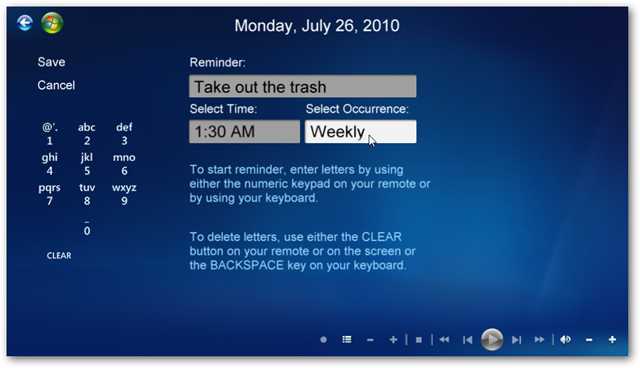 Monday, July 26, 2010
Save
Cancel
Reminder:
Take out the trash
Select Time:
Select Occurrence:
1:30 AM
Weekly
@'. abc def
1 2 3
ghi jkl mno
4 5 6
pqrs tuv wxyz
7 8 9
_
0
CLEAR
To start reminder, enter letters by using
either the numeric keypad on your remote or
by using your keyboard.
To delete letters, use either the CLEAR
button on your remote or on the screen or
the BACKSPACE key on your keyboard.